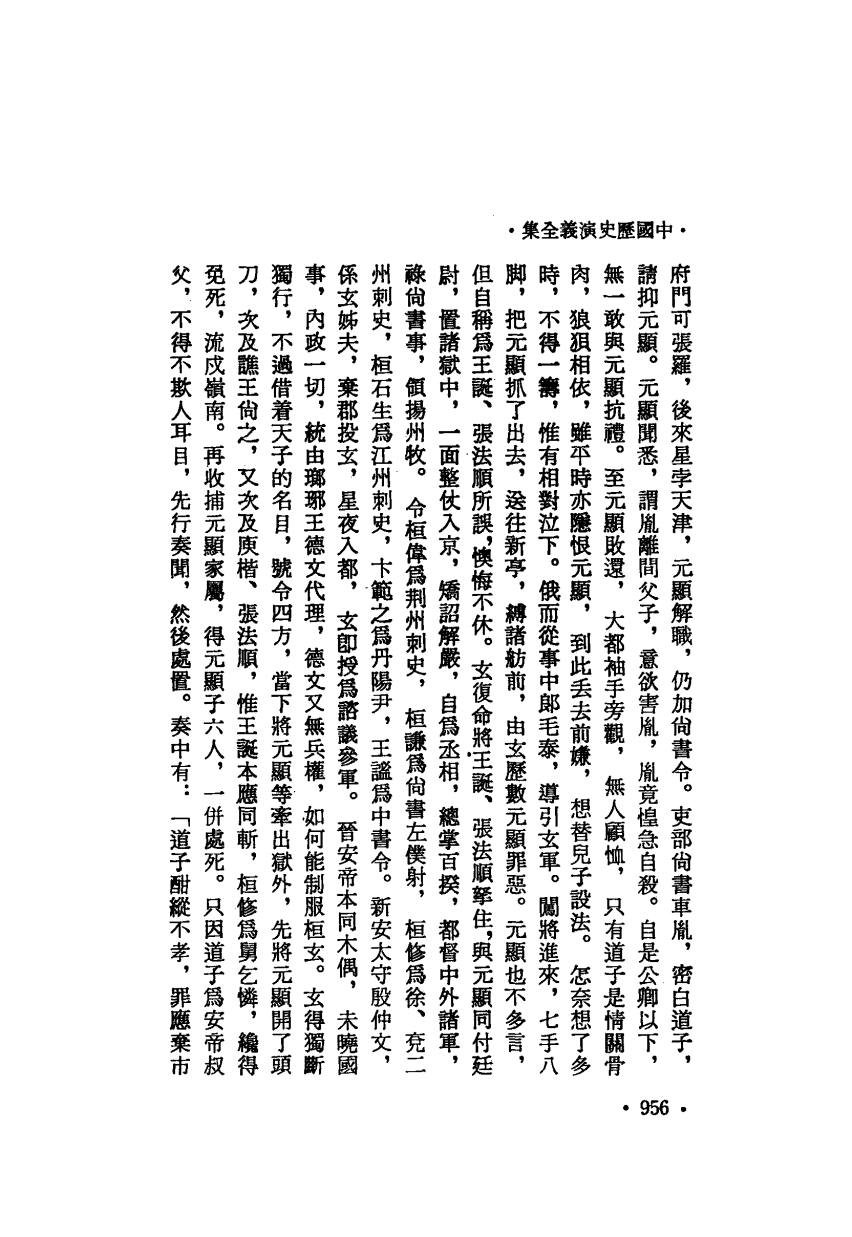 ·中國歷史演義全集·
府門可張羅，後來星孛天津，元顯解職，仍加尙書令。吏部尙書車胤，密白道子，
請抑元顯。元顯聞悉，謂胤離間父子，意欲害胤，胤竟惶急自殺。自是公卿以下，
無一敢與元顯抗禮。至元顯敗還，大都袖手旁觀，無人顧恤，只有道子是情關骨
肉，狼狽相依，雖平時亦隱恨元顯，到此丟去前嫌，想替兒子設法。怎奈想了多
時，不得一籌，惟有相對泣下。俄而從事中郞毛泰，導引玄軍。闖將進來，七手八
脚，把元顯抓了出去，送往新亭，縛諸舫前，由玄歷數元顯罪惡。元顯也不多言，
但自稱爲王誕、張法順所誤，懊悔不休。玄復命將王誕、張法順拏住，與元顯同付廷
尉，置諸獄中，一面整仗入京，矯詔解嚴，自爲丞相，總掌百揆，都督中外諸軍，
祿尙書事，領揚州牧。令桓偉爲荆州刺史，桓謙爲尙書左僕射，桓修爲徐、兗二
州刺史，桓石生爲江州刺史，卞範之爲丹陽尹，王謐爲中書令。新安太守殷仲文，
係玄姊夫，棄郡投玄，星夜入都，玄卽授爲諮議參軍。晉安帝本同木偶，未曉國
事，內政一切，統由瑯琊王德文代理，德文又無兵權，如何能制服桓玄。玄得獨斷
獨行，不過借着天子的名目，號令四方，當下將元顯等牽出獄外，先將元顯開了頭
刀，次及譙王尙之，又次及庾楷、張法順，惟王誕本應同斬，桓修爲舅乞憐，纔得
免死，流戍嶺南。再收捕元顯家屬，得元顯子六人，一併處死。只因道子爲安帝叔
父，不得不欺人耳目，先行奏聞，然後處置。奏中有：「道子酣縱不孝，罪應棄市
·956·